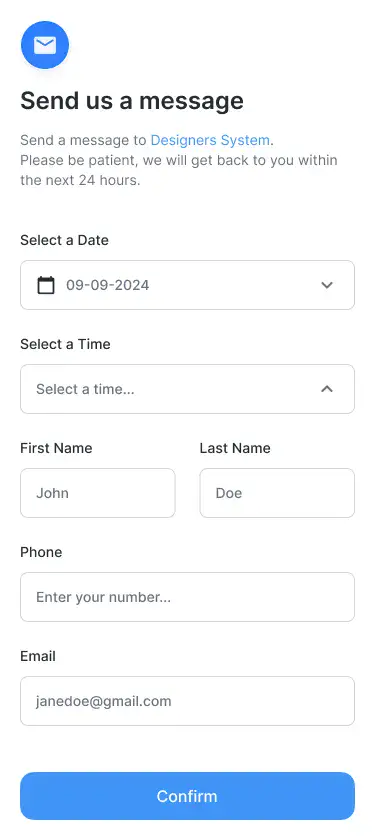 Send us a message
Send a message to Designers System.
Please be patient, we will get back to you within
the next 24 hours.
Select a Date
09-09-2024
Select a Time
Select a time...
First Name
Last Name
John
Doe
Phone
Enter your number...
Email
janedoe@gmail.com
Confirm